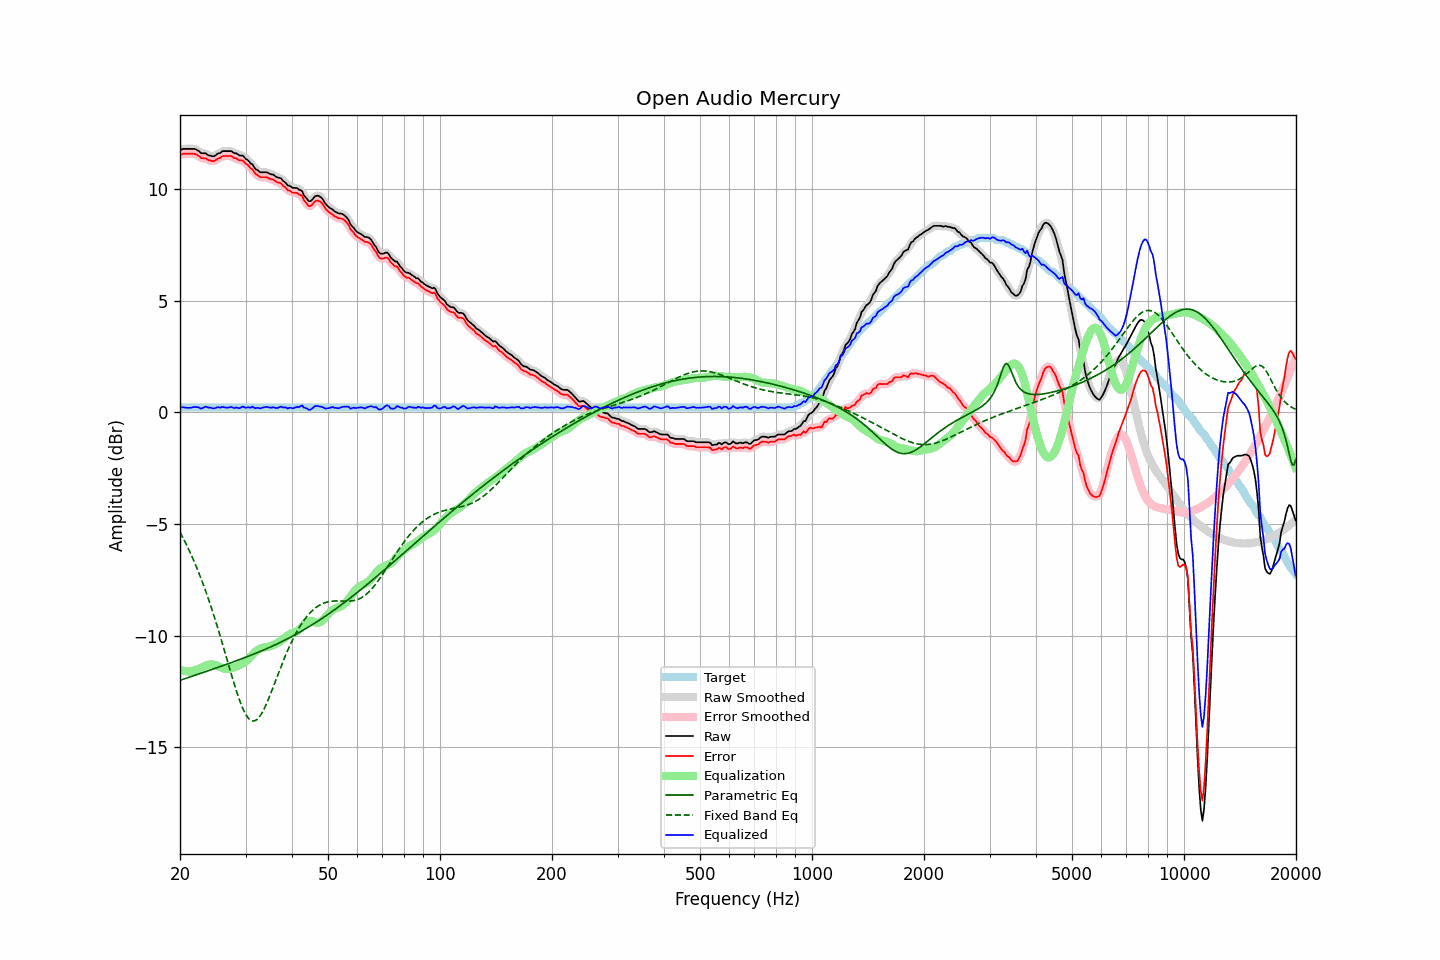 Open Audio Mercury
Amplitude (dBr)
10
5
0
−5
−10
−15
Target
Raw Smoothed
Error Smoothed
Raw
Error
Equalization
Parametric Eq
Fixed Band Eq
Equalized
20 50 100 200 500 1000 2000 5000 10000 20000
Frequency (Hz)